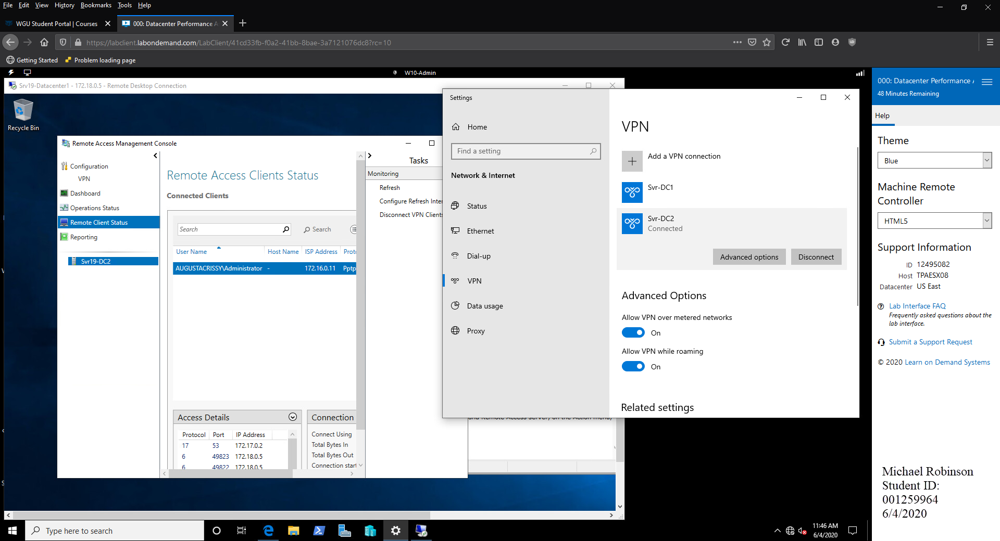 File Edit View History Bookmarks Tools Help
WGU Student Portal | Courses
000: Datacenter Performance A
https://labclient.labondemand.com/LabClient/41cd33fb-f0a2-41bb-8bae-3a7121076dc8?rc=10
Getting Started Problem loading page
W10-Admin
Srv19-Datacenter1 - 172.18.0.5 - Remote Desktop Connection
Recycle Bin
Remote Access Management Console
Configuration
VPN
Dashboard
Operations Status
Remote Client Status
Reporting
Svr19-DC2
Remote Access Clients Status
Connected Clients
Search
Search
User Name Host Name ISP Address Proto
AUGUSTACRISSY\Administrator - 172.16.0.11 Pptp
Access Details
Protocol Port IP Address
17 53 172.17.0.2
6 49823 172.18.0.5
6 49822 172.18.0.5
Connection
Connect Using
Total Bytes In
Total Bytes Out
Connection start
Tasks
Monitoring
Refresh
Configure Refresh Inter
Disconnect VPN Clients
and Remote Access server, on the Action menu,
Settings
Home
Find a setting
Network & Internet
Status
Ethernet
Dial-up
VPN
Data usage
Proxy
VPN
Add a VPN connection
Svr-DC1
Svr-DC2
Connected
Advanced options
Disconnect
Advanced Options
Allow VPN over metered networks
On
Allow VPN while roaming
On
Related settings
000: Datacenter Performance A
48 Minutes Remaining
Help
Theme
Blue
Machine Remote
Controller
HTML5
Support Information
ID 12495082
Host TPAESX08
Datacenter US East
Lab Interface FAQ
Frequently asked questions about the
lab interface.
Submit a Support Request
© 2020 Learn on Demand Systems
Michael Robinson
Student ID:
001259964
6/4/2020
Type here to search
11:46 AM
6/4/2020